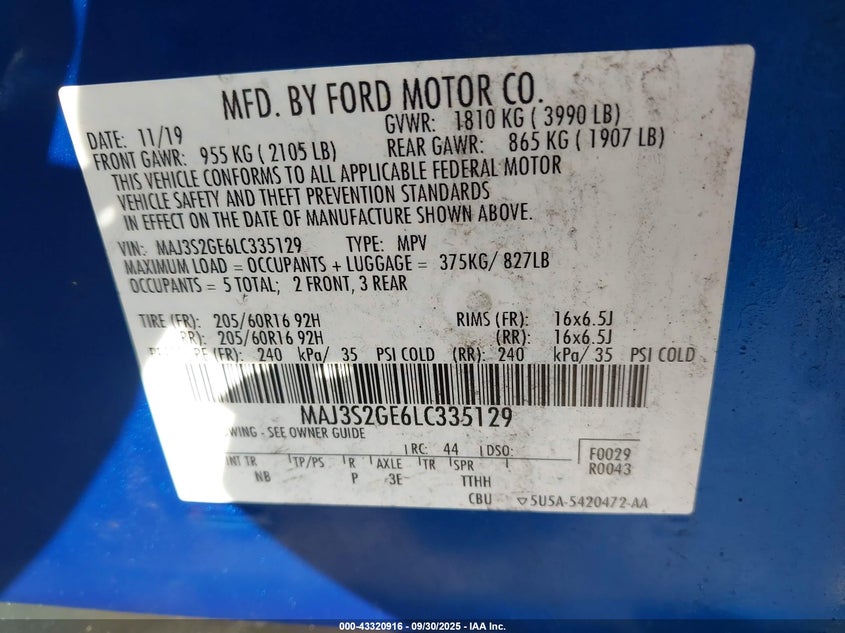 MFD. BY FORD MOTOR CO.
DATE: 11/19 GVWR: 1810 KG ( 3990 LB)
FRONT GAWR: 955 KG ( 2105 LB) REAR GAWR: 865 KG ( 1907 LB)
THIS VEHICLE CONFORMS TO ALL APPLICABLE FEDERAL MOTOR
VEHICLE SAFETY AND THEFT PREVENTION STANDARDS
IN EFFECT ON THE DATE OF MANUFACTURE SHOWN ABOVE.
VIN: MAJ3S2GE6LC335129 TYPE: MPV
MAXIMUM LOAD = OCCUPANTS + LUGGAGE = 375KG/ 827LB
OCCUPANTS = 5 TOTAL; 2 FRONT, 3 REAR
TIRE (FR): 205/60R16 92H RIMS (FR): 16x6.5J
205/60R16 92H (RR): 16x6.5J
(FR): 240 kPa/ 35 PSI COLD (RR): 240 kPa/ 35 PSI COLD
MAJ3S2GE6LC335129
- SEE OWNER GUIDE
RC: 44 DSO: F0029
R0043
INT TR TP/PS R AXLE TR SPR
NB P 3E TTHH
CBU ▽5U5A-5420472-AA
000-43320916 - 09/30/2025 - IAA Inc.